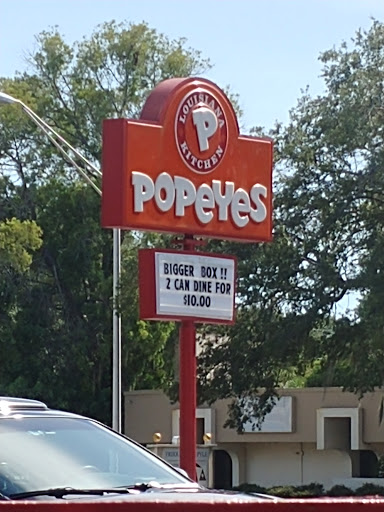 LOUISIANA
P
KITCHEN
POPEYES
BIGGER BOX !!
2 CAN DINE FOR
$10.00